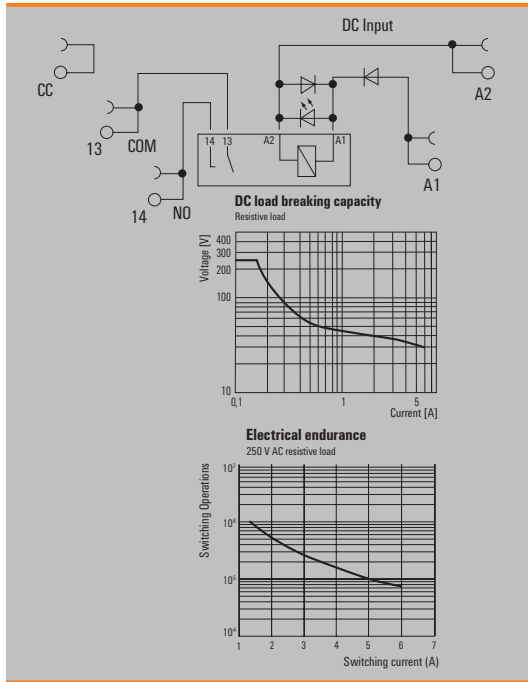 DC Input
CC
A2
13 COM
14 13 A2 A1
A1
14 NO
DC load breaking capacity
Resistive load
Voltage [V]
400
300
200
100
10
0,1 1 5
Current [A]
Electrical endurance
250 V AC resistive load
Switching Operations
10⁷
10⁶
10⁵
10⁴
1 2 3 4 5 6 7
Switching current (A)